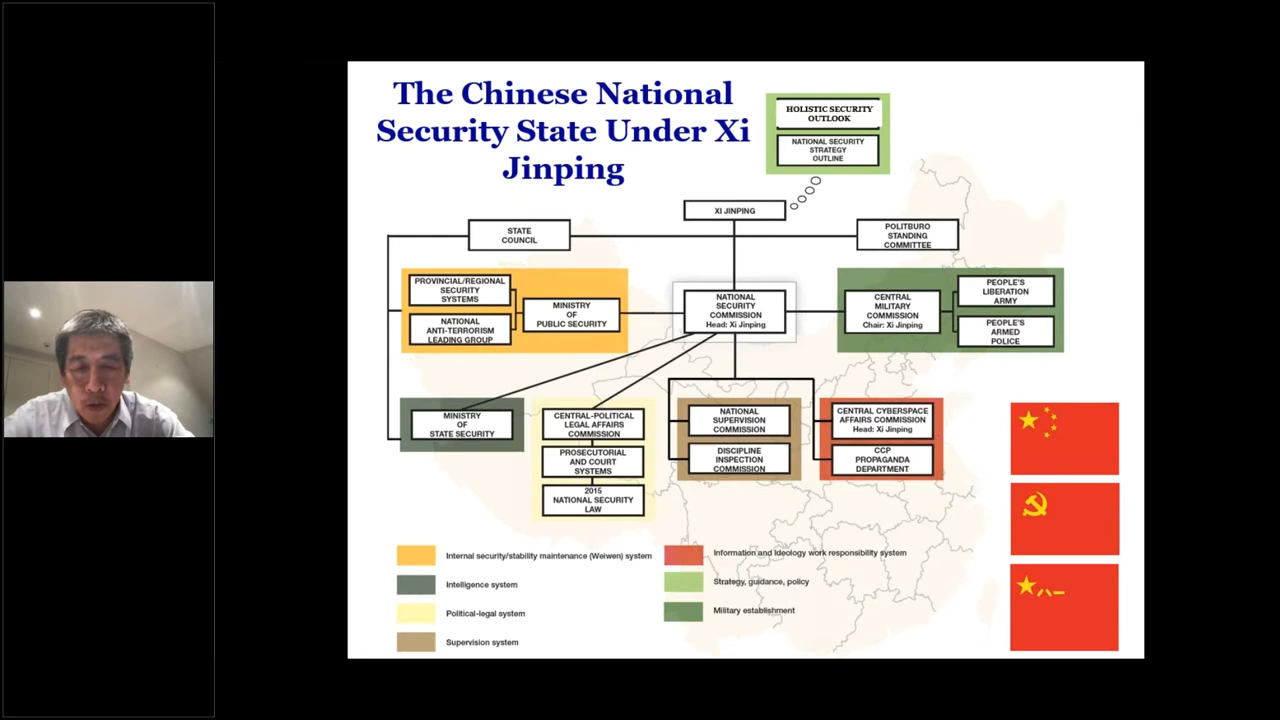 The Chinese National
Security State Under Xi
Jinping
HOLISTIC SECURITY
OUTLOOK
NATIONAL SECURITY
STRATEGY
OUTLINE
XI JINPING
STATE
COUNCIL
POLITBURO
STANDING
COMMITTEE
PROVINCIAL/REGIONAL
SECURITY
SYSTEMS
NATIONAL
ANTI-TERRORISM
LEADING GROUP
MINISTRY
OF
PUBLIC SECURITY
NATIONAL
SECURITY
COMMISSION
Head: Xi Jinping
CENTRAL
MILITARY
COMMISSION
Chair: Xi Jinping
PEOPLE'S
LIBERATION
ARMY
PEOPLE'S
ARMED
POLICE
MINISTRY
OF
STATE SECURITY
CENTRAL-POLITICAL
LEGAL AFFAIRS
COMMISSION
PROSECUTORIAL
AND COURT
SYSTEMS
2015
NATIONAL SECURITY
LAW
NATIONAL
SUPERVISION
COMMISSION
DISCIPLINE
INSPECTION
COMMISSION
CENTRAL CYBERSPACE
AFFAIRS COMMISSION
Head: Xi Jinping
CCP
PROPAGANDA
DEPARTMENT
Internal security/stability maintenance (Weiwen) system
Intelligence system
Political-legal system
Supervision system
Information and Ideology work responsibility system
Strategy, guidance, policy
Military establishment